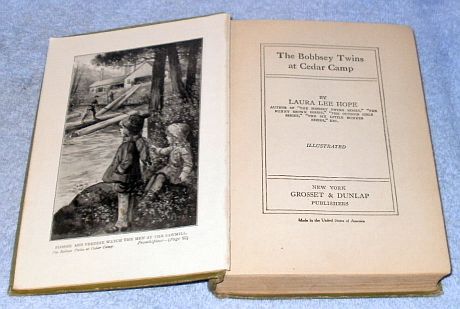 FLOSSIE AND FREDDIE WATCH THE MEN AT THE SAWMILL.
The Bobbsey Twins at Cedar Camp. Frontispiece—(Page 86)
The Bobbsey Twins
at Cedar Camp
BY
LAURA LEE HOPE
AUTHOR OF "THE BOBBSEY TWINS SERIES," "THE
BUNNY BROWN SERIES," "THE OUTDOOR GIRLS
SERIES," "THE SIX LITTLE BUNKERS
SERIES," ETC.
ILLUSTRATED
NEW YORK
GROSSET & DUNLAP
PUBLISHERS
Made in the United States of America